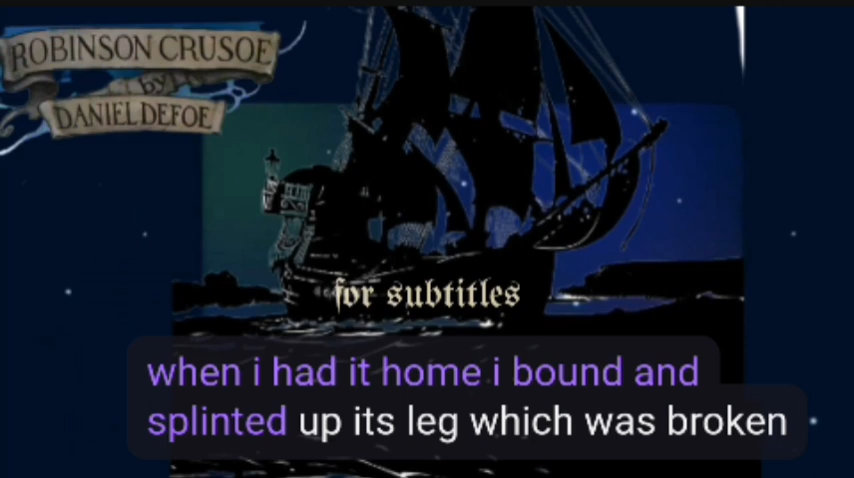 ROBINSON CRUSOE
by
DANIEL DEFOE
for subtitles
when i had it home i bound and
splinted up its leg which was broken